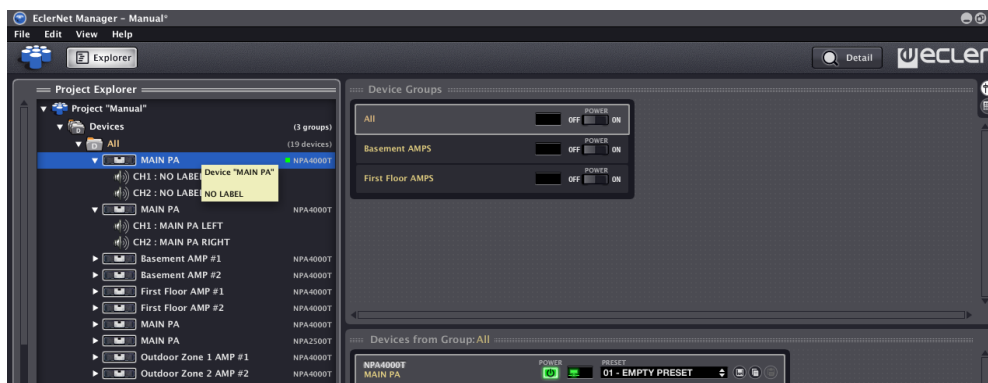 EclerNet Manager - Manual*
File Edit View Help
Explorer
Detail
ecler
Project Explorer
Project "Manual"
Devices (3 groups)
All (19 devices)
MAIN PA NPA4000T
CH1 : NO LABEL
CH2 : NO LABEL
Device "MAIN PA"
NO LABEL
MAIN PA NPA4000T
CH1 : MAIN PA LEFT
CH2 : MAIN PA RIGHT
Basement AMP #1 NPA4000T
Basement AMP #2 NPA4000T
First Floor AMP #1 NPA4000T
First Floor AMP #2 NPA4000T
MAIN PA NPA4000T
MAIN PA NPA2500T
Outdoor Zone 1 AMP #1 NPA4000T
Outdoor Zone 2 AMP #2 NPA4000T
Device Groups
All POWER OFF ON
Basement AMPS POWER OFF ON
First Floor AMPS POWER OFF ON
Devices from Group: All
NPA4000T POWER PRESET
MAIN PA 01 - EMPTY PRESET